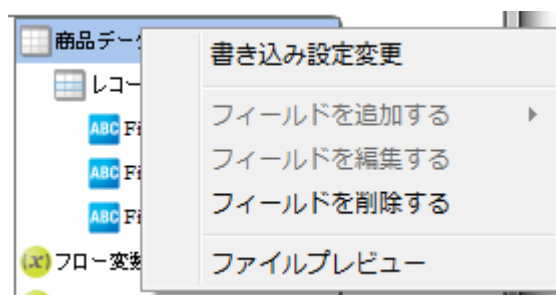 商品デー
書き込み設定変更
レコー
フィールドを追加する
ABC Fi
フィールドを編集する
ABC Fi
フィールドを削除する
ABC Fi
(x) フロー変数
ファイルプレビュー